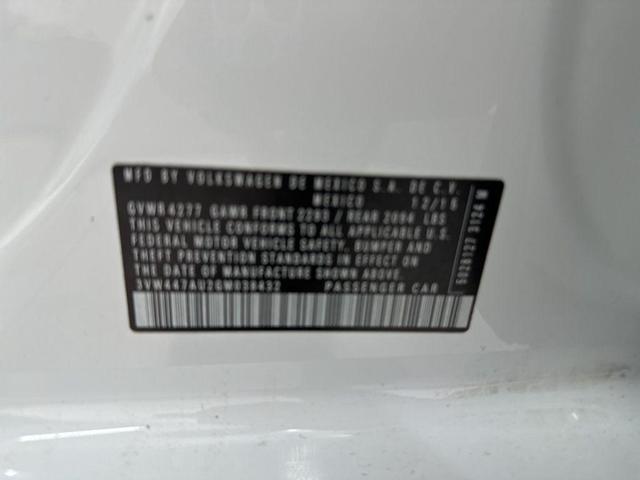 MFD BY VOLKSWAGEN DE MEXICO S.A. DE C.V.
MEXICO 12/16
GVWR 4277 GAWR FRONT 2293 / REAR 2094 LBS
THIS VEHICLE CONFORMS TO ALL APPLICABLE U.S.
FEDERAL MOTOR VEHICLE SAFETY, BUMPER AND
THEFT PREVENTION STANDARDS IN EFFECT ON
THE DATE OF MANUFACTURE SHOWN ABOVE.
PASSENGER CAR